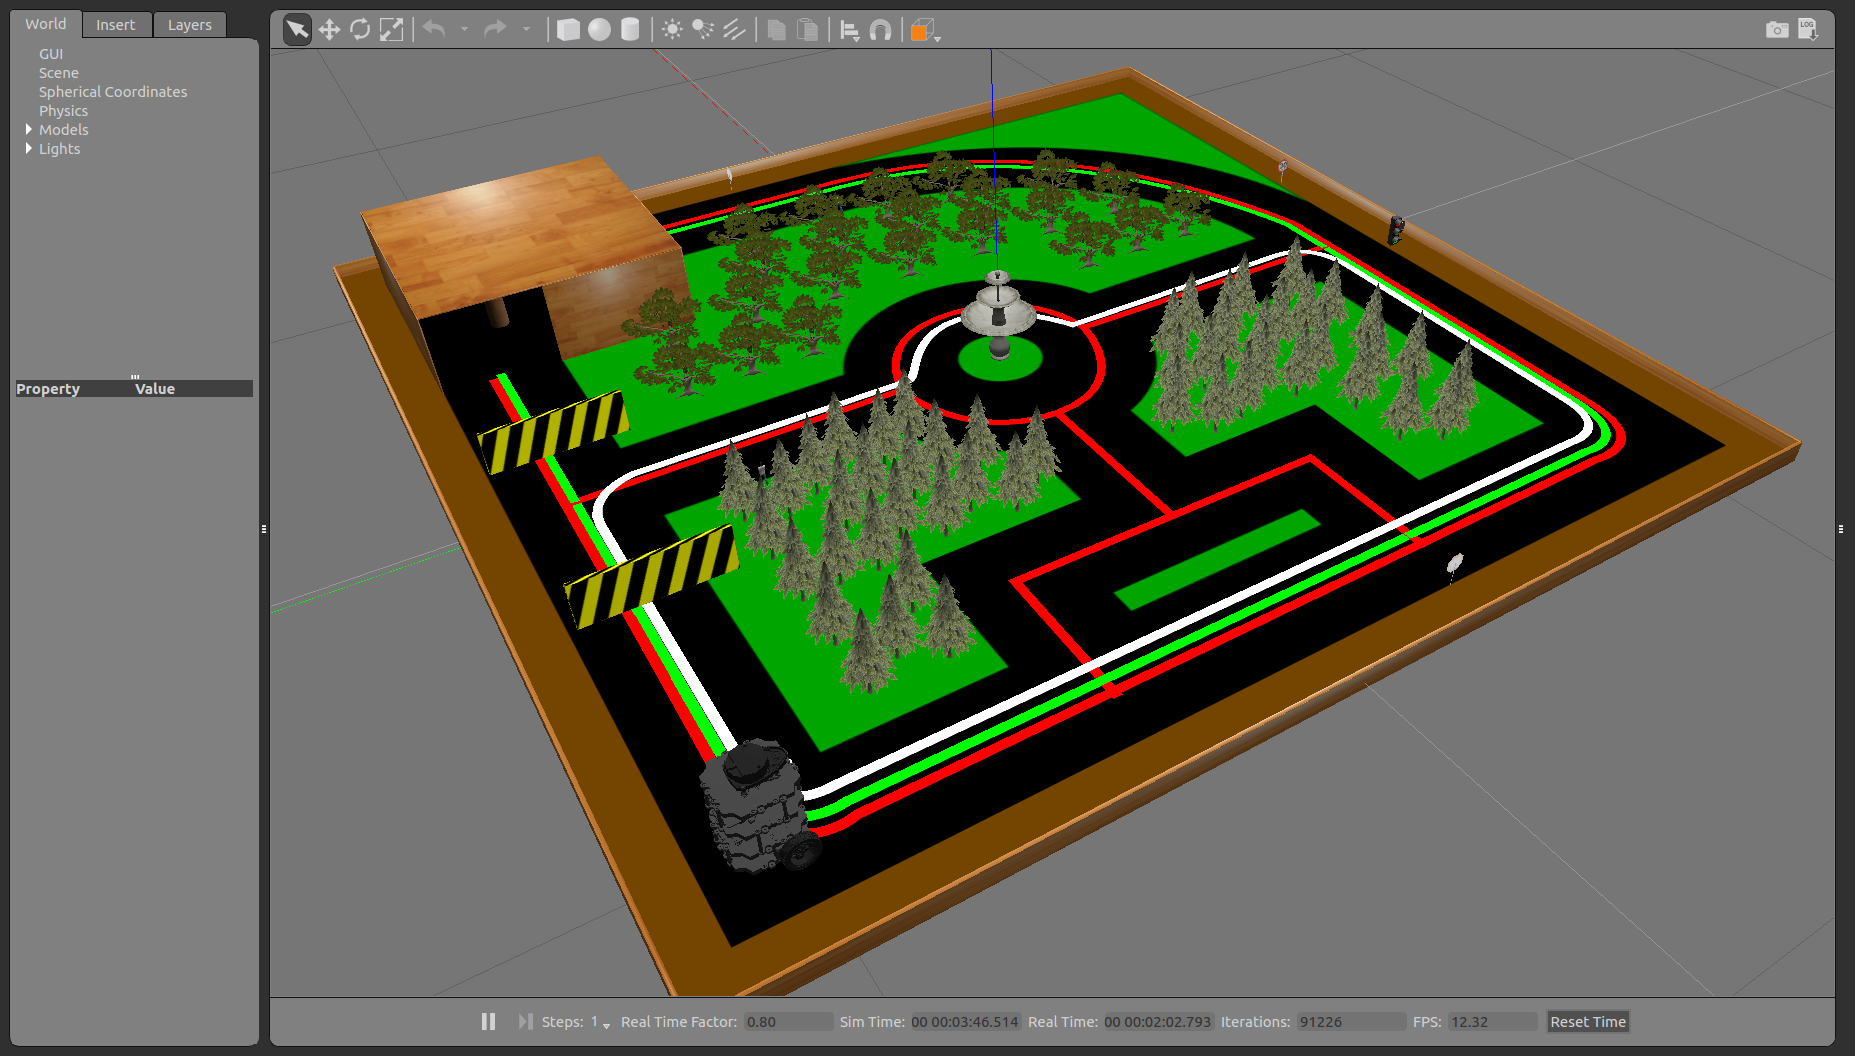 World Insert Layers
GUI
Scene
Spherical Coordinates
Physics
Models
Lights
Property Value
LOG
Steps: 1 Real Time Factor: 0.80 Sim Time: 00 00:03:46.514 Real Time: 00 00:02:02.793 Iterations: 91226 FPS: 12.32 Reset Time